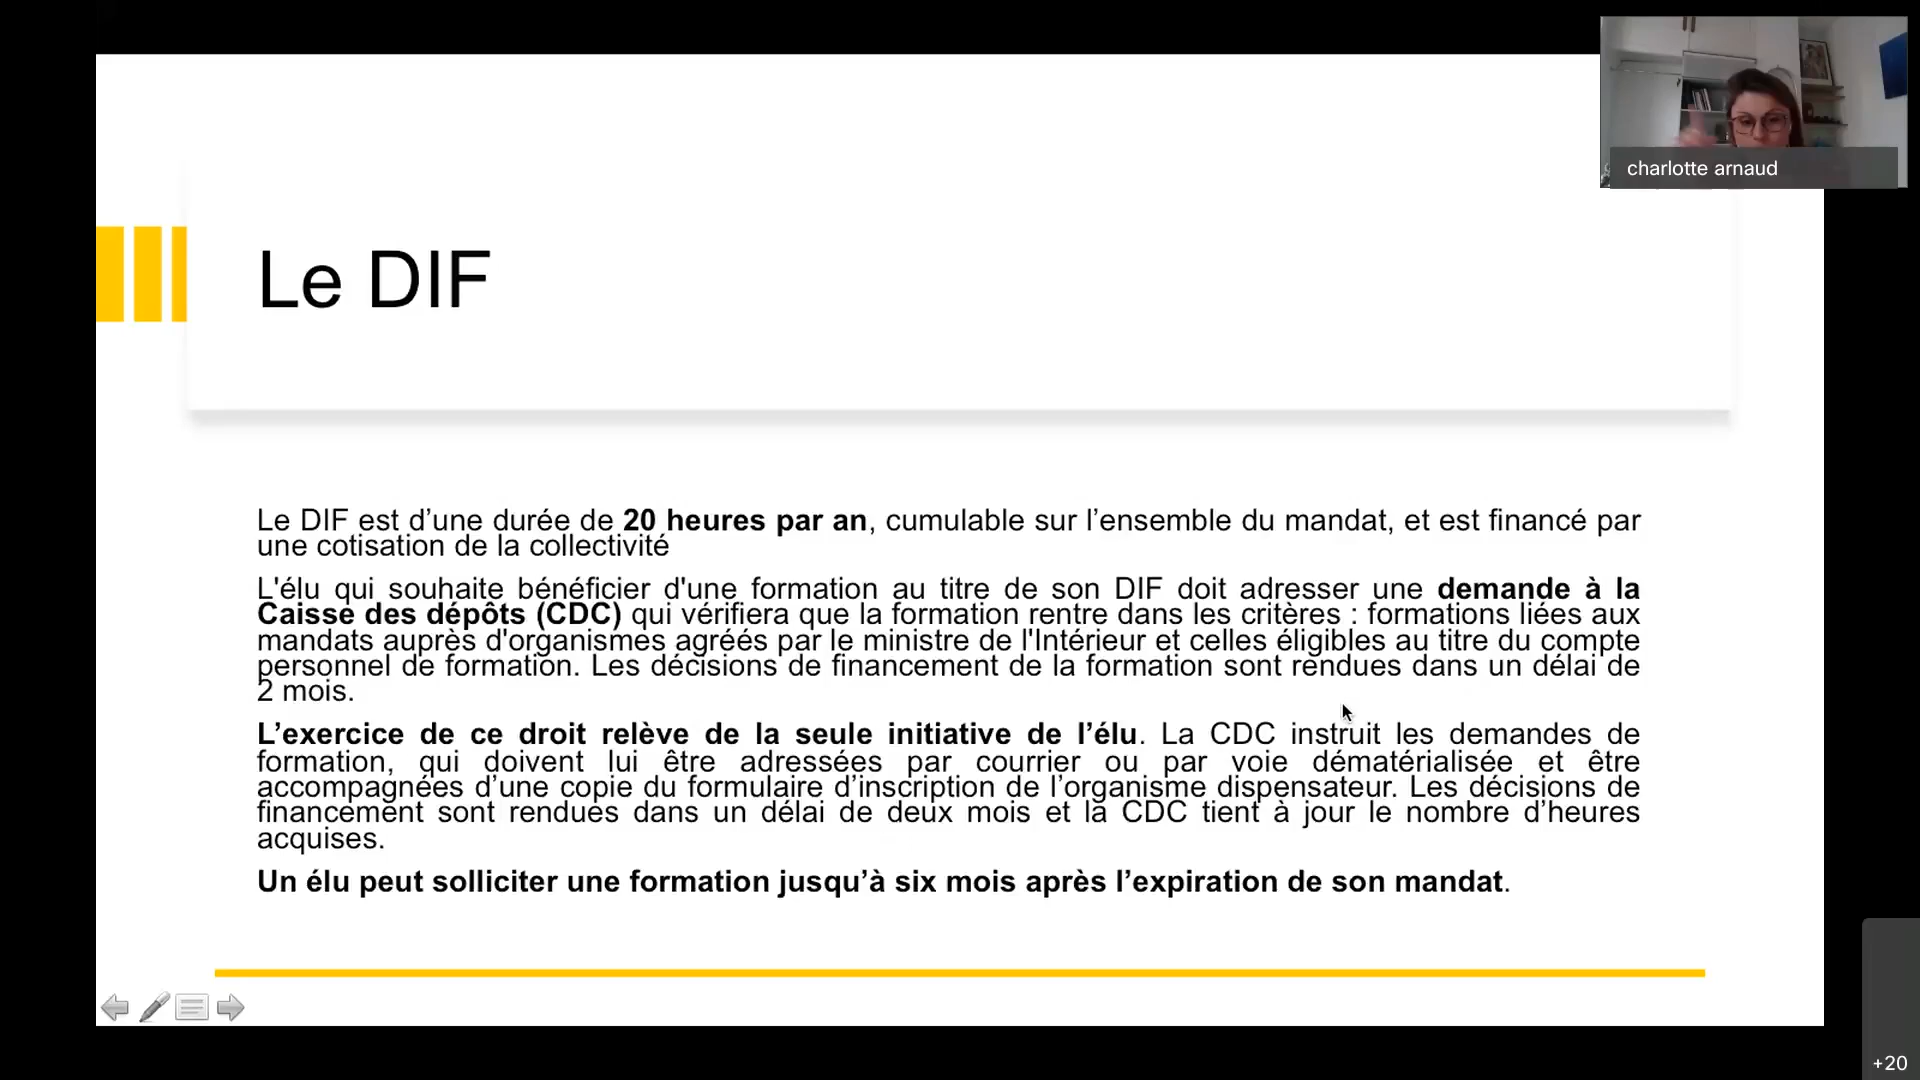 charlotte arnaud
Le DIF
Le DIF est d’une durée de 20 heures par an, cumulable sur l’ensemble du mandat, et est financé par
une cotisation de la collectivité
L'élu qui souhaite bénéficier d'une formation au titre de son DIF doit adresser une demande à la
Caisse des dépôts (CDC) qui vérifiera que la formation rentre dans les critères : formations liées aux
mandats auprès d'organismes agréés par le ministre de l'Intérieur et celles éligibles au titre du compte
personnel de formation. Les décisions de financement de la formation sont rendues dans un délai de
2 mois.
L’exercice de ce droit relève de la seule initiative de l’élu. La CDC instruit les demandes de
formation, qui doivent lui être adressées par courrier ou par voie dématérialisée et être
accompagnées d’une copie du formulaire d’inscription de l’organisme dispensateur. Les décisions de
financement sont rendues dans un délai de deux mois et la CDC tient à jour le nombre d’heures
acquises.
Un élu peut solliciter une formation jusqu’à six mois après l’expiration de son mandat.
+20